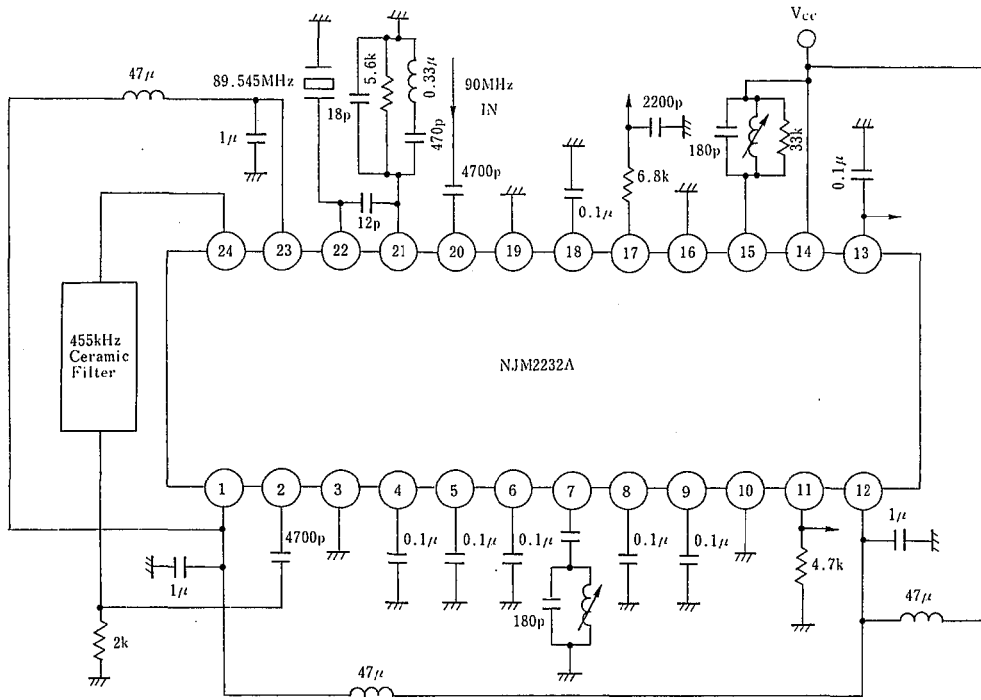 Vcc
47μ
89.545MHz
18p
5.6k
0.33μ
470p
90MHz
IN
2200p
180p
33k
0.1μ
1μ
12p
4700p
0.1μ
6.8k
24
23
22
21
20
19
18
17
16
15
14
13
455kHz
Ceramic
Filter
NJM2232A
1
2
3
4
5
6
7
8
9
10
11
12
4700p
0.1μ
0.1μ
0.1μ
0.1μ
0.1μ
1μ
1μ
180p
4.7k
47μ
2k
47μ